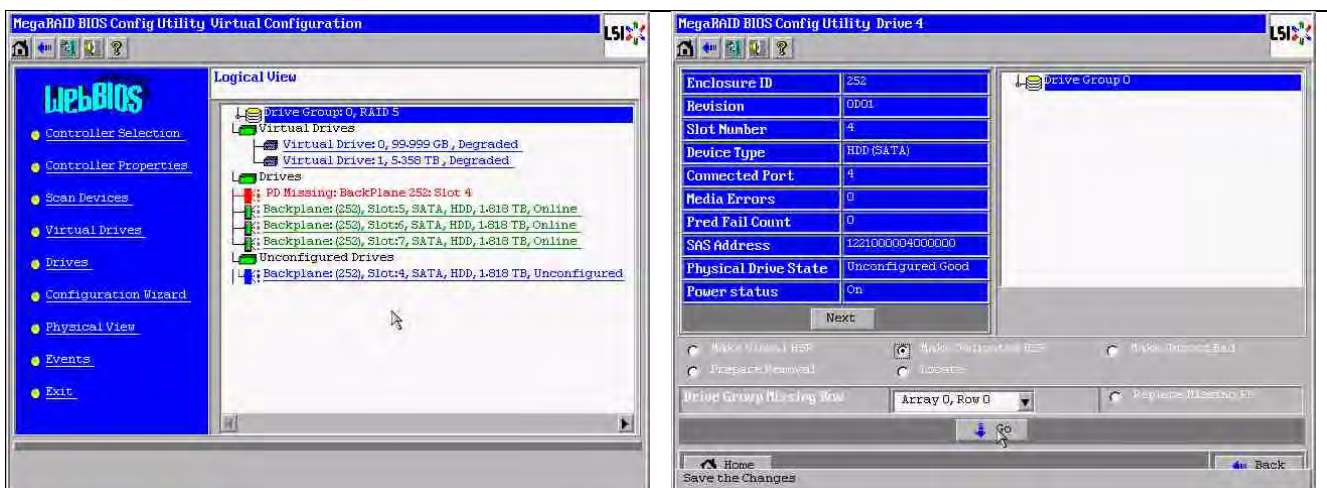 MegaRAID BIOS Config Utility Virtual Configuration
LSI
WebBIOS
Controller Selection
Controller Properties
Scan Devices
Virtual Drives
Drives
Configuration Wizard
Physical View
Events
Exit
Logical View
Drive Group: 0, RAID 5
Virtual Drives
Virtual Drive: 0, 99.999 GB, Degraded
Virtual Drive: 1, 5.358 TB, Degraded
Drives
PD Missing: BackPlane 252: Slot 4
Backplane: (252), Slot:5, SATA, HDD, 1.818 TB, Online
Backplane: (252), Slot:6, SATA, HDD, 1.818 TB, Online
Backplane: (252), Slot:7, SATA, HDD, 1.818 TB, Online
Unconfigured Drives
Backplane: (252), Slot:4, SATA, HDD, 1.818 TB, Unconfigured
MegaRAID BIOS Config Utility Drive 4
LSI
Enclosure ID 252
Revision 0D01
Slot Number 4
Device Type HDD (SATA)
Connected Port 4
Media Errors 0
Pred Fail Count 0
SAS Address 1221000004000000
Physical Drive State Unconfigured Good
Power status On
Next
Drive Group 0
Make Dedicated HSP
Prepare Removal Locate
Drive Group Missing Row Array 0, Row 0 Replace Missing PD
Go
Home Back
Save the Changes